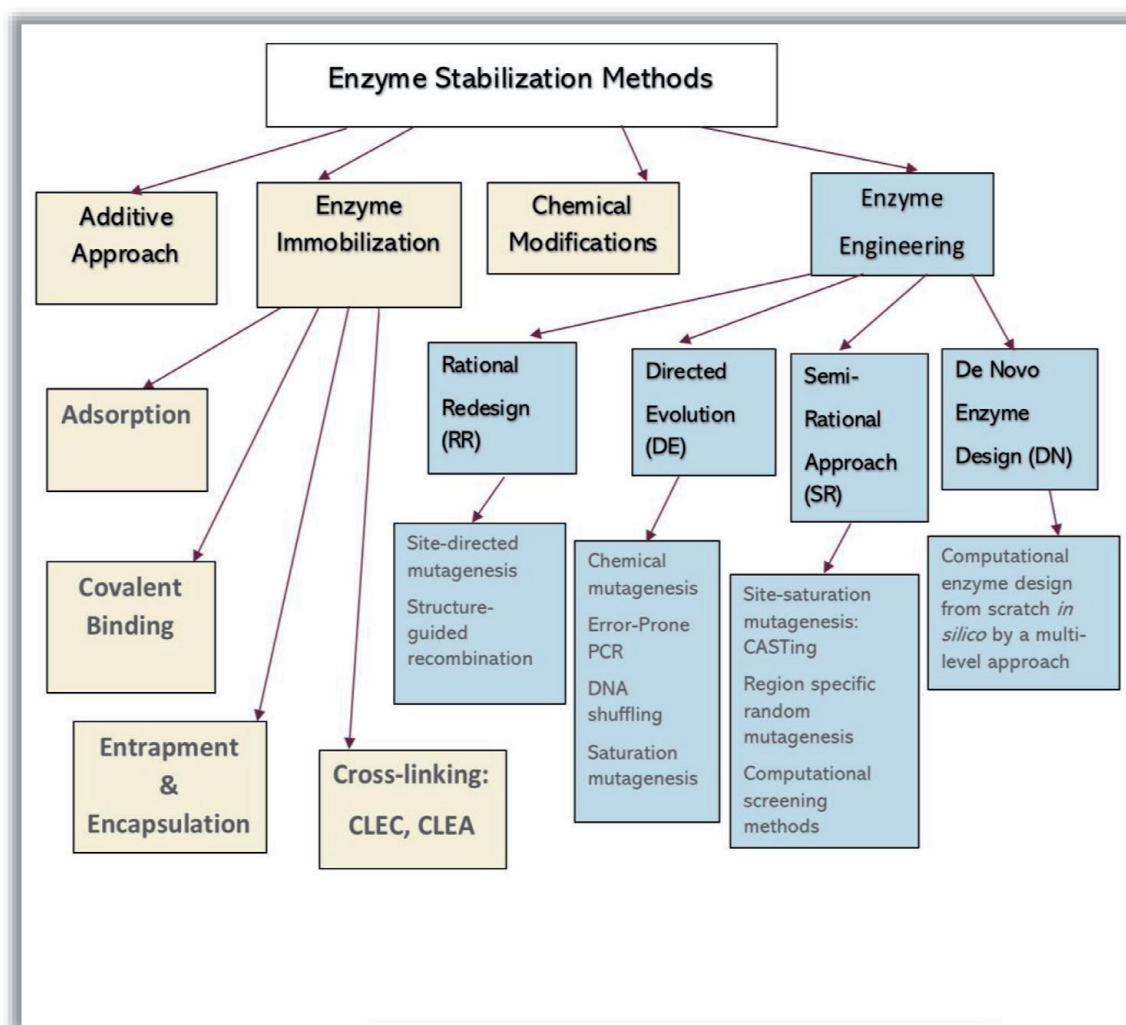 Enzyme Stabilization Methods
Additive
Approach
Enzyme
Immobilization
Chemical
Modifications
Enzyme
Engineering
Adsorption
Covalent
Binding
Entrapment
&
Encapsulation
Cross-linking:
CLEC, CLEA
Rational
Redesign
(RR)
Directed
Evolution
(DE)
Semi-
Rational
Approach
(SR)
De Novo
Enzyme
Design (DN)
Site-directed
mutagenesis
Structure-
guided
recombination
Chemical
mutagenesis
Error-Prone
PCR
DNA
shuffling
Saturation
mutagenesis
Site-saturation
mutagenesis:
CASTing
Region specific
random
mutagenesis
Computational
screening
methods
Computational
enzyme design
from scratch in
silico by a multi-
level approach